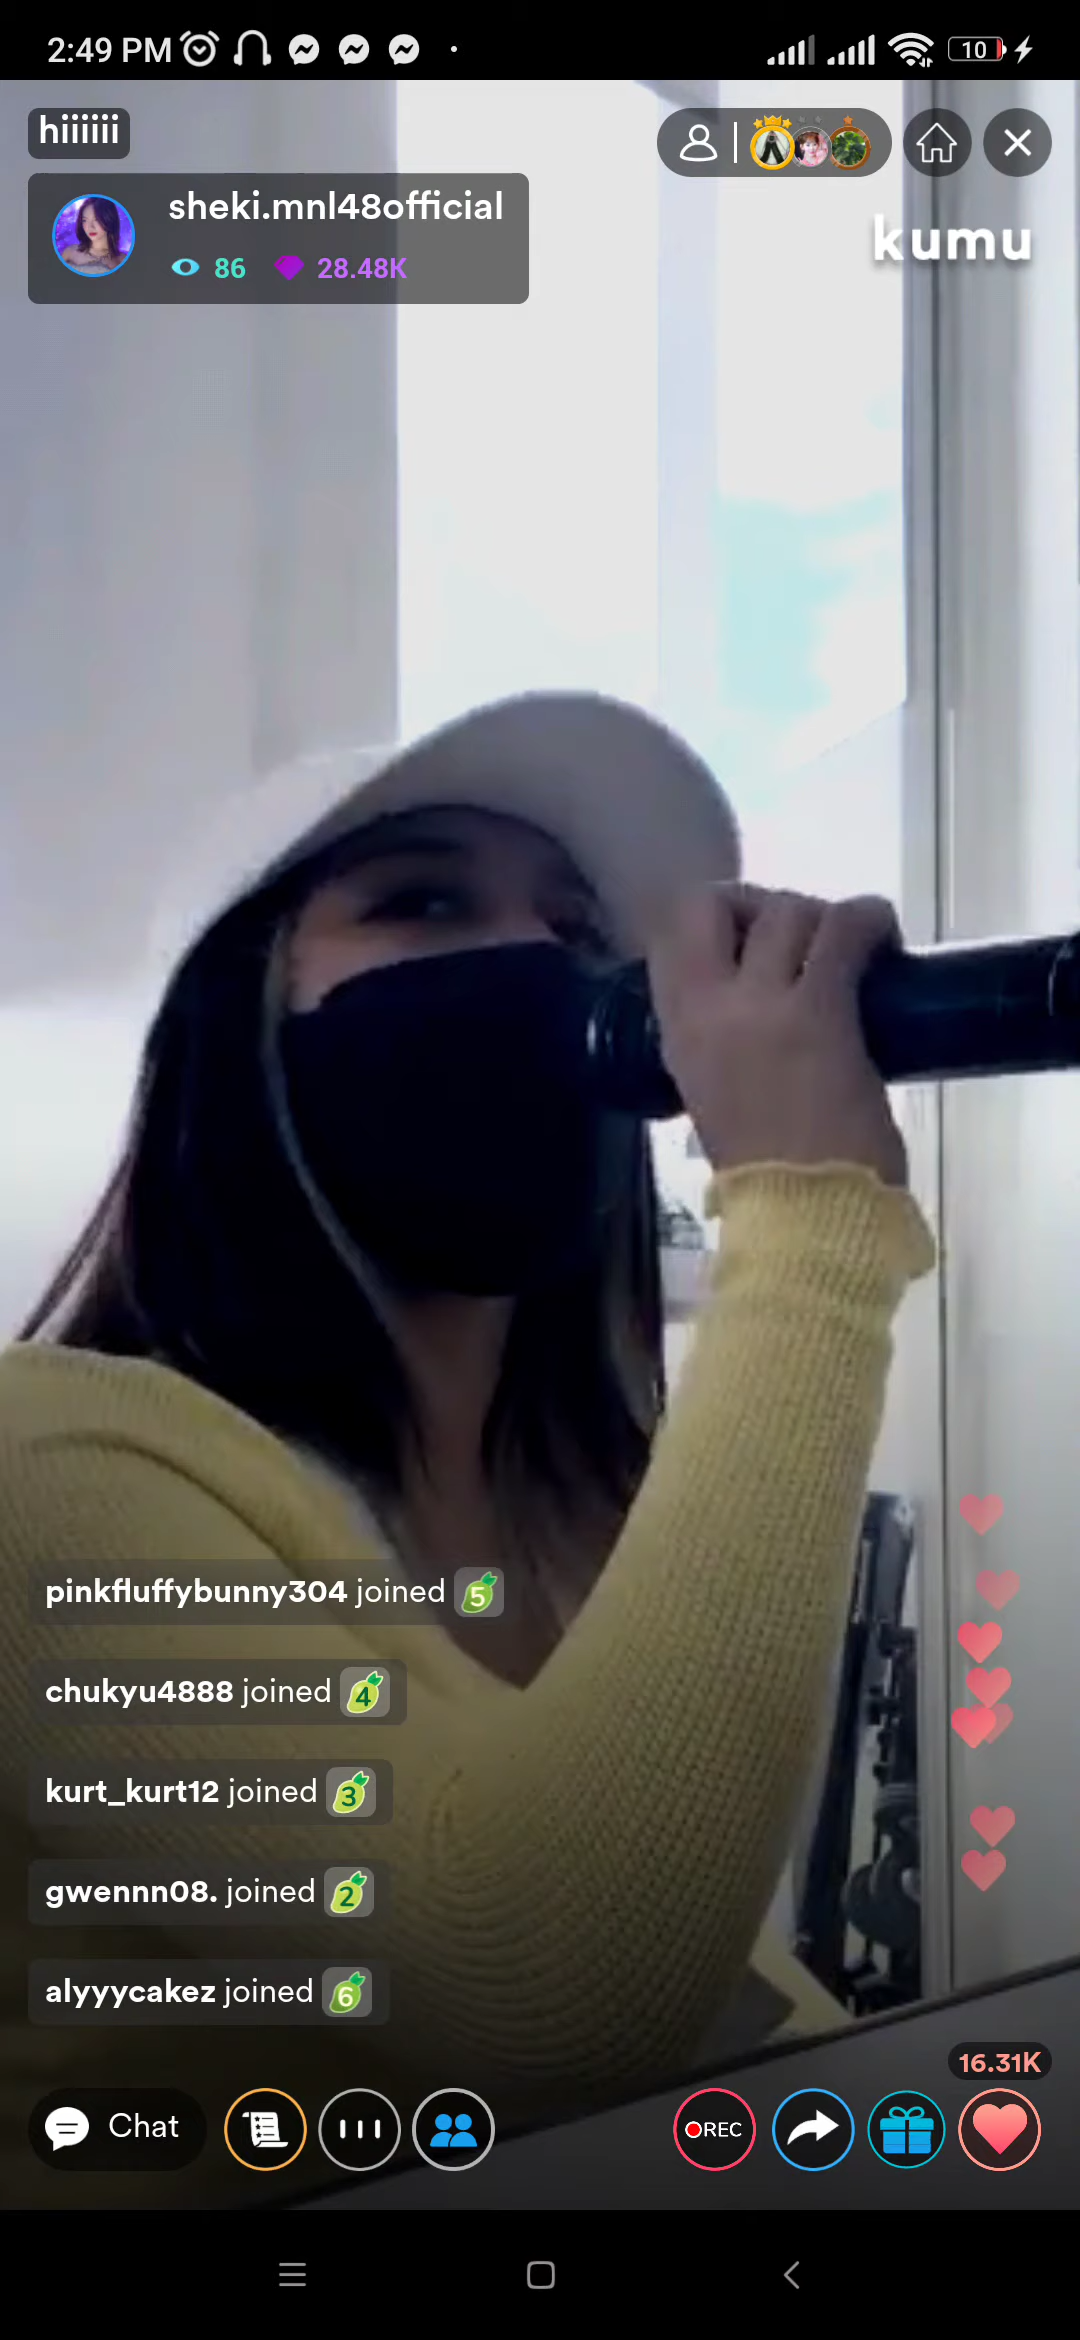 2:49 PM
10
hiiiiii
sheki.mnl48official
86 28.48K
kumu
pinkfluffybunny304 joined 5
chukyu4888 joined 4
kurt_kurt12 joined 3
gwennn08. joined 2
alyyycakez joined 6
16.31K
Chat
REC